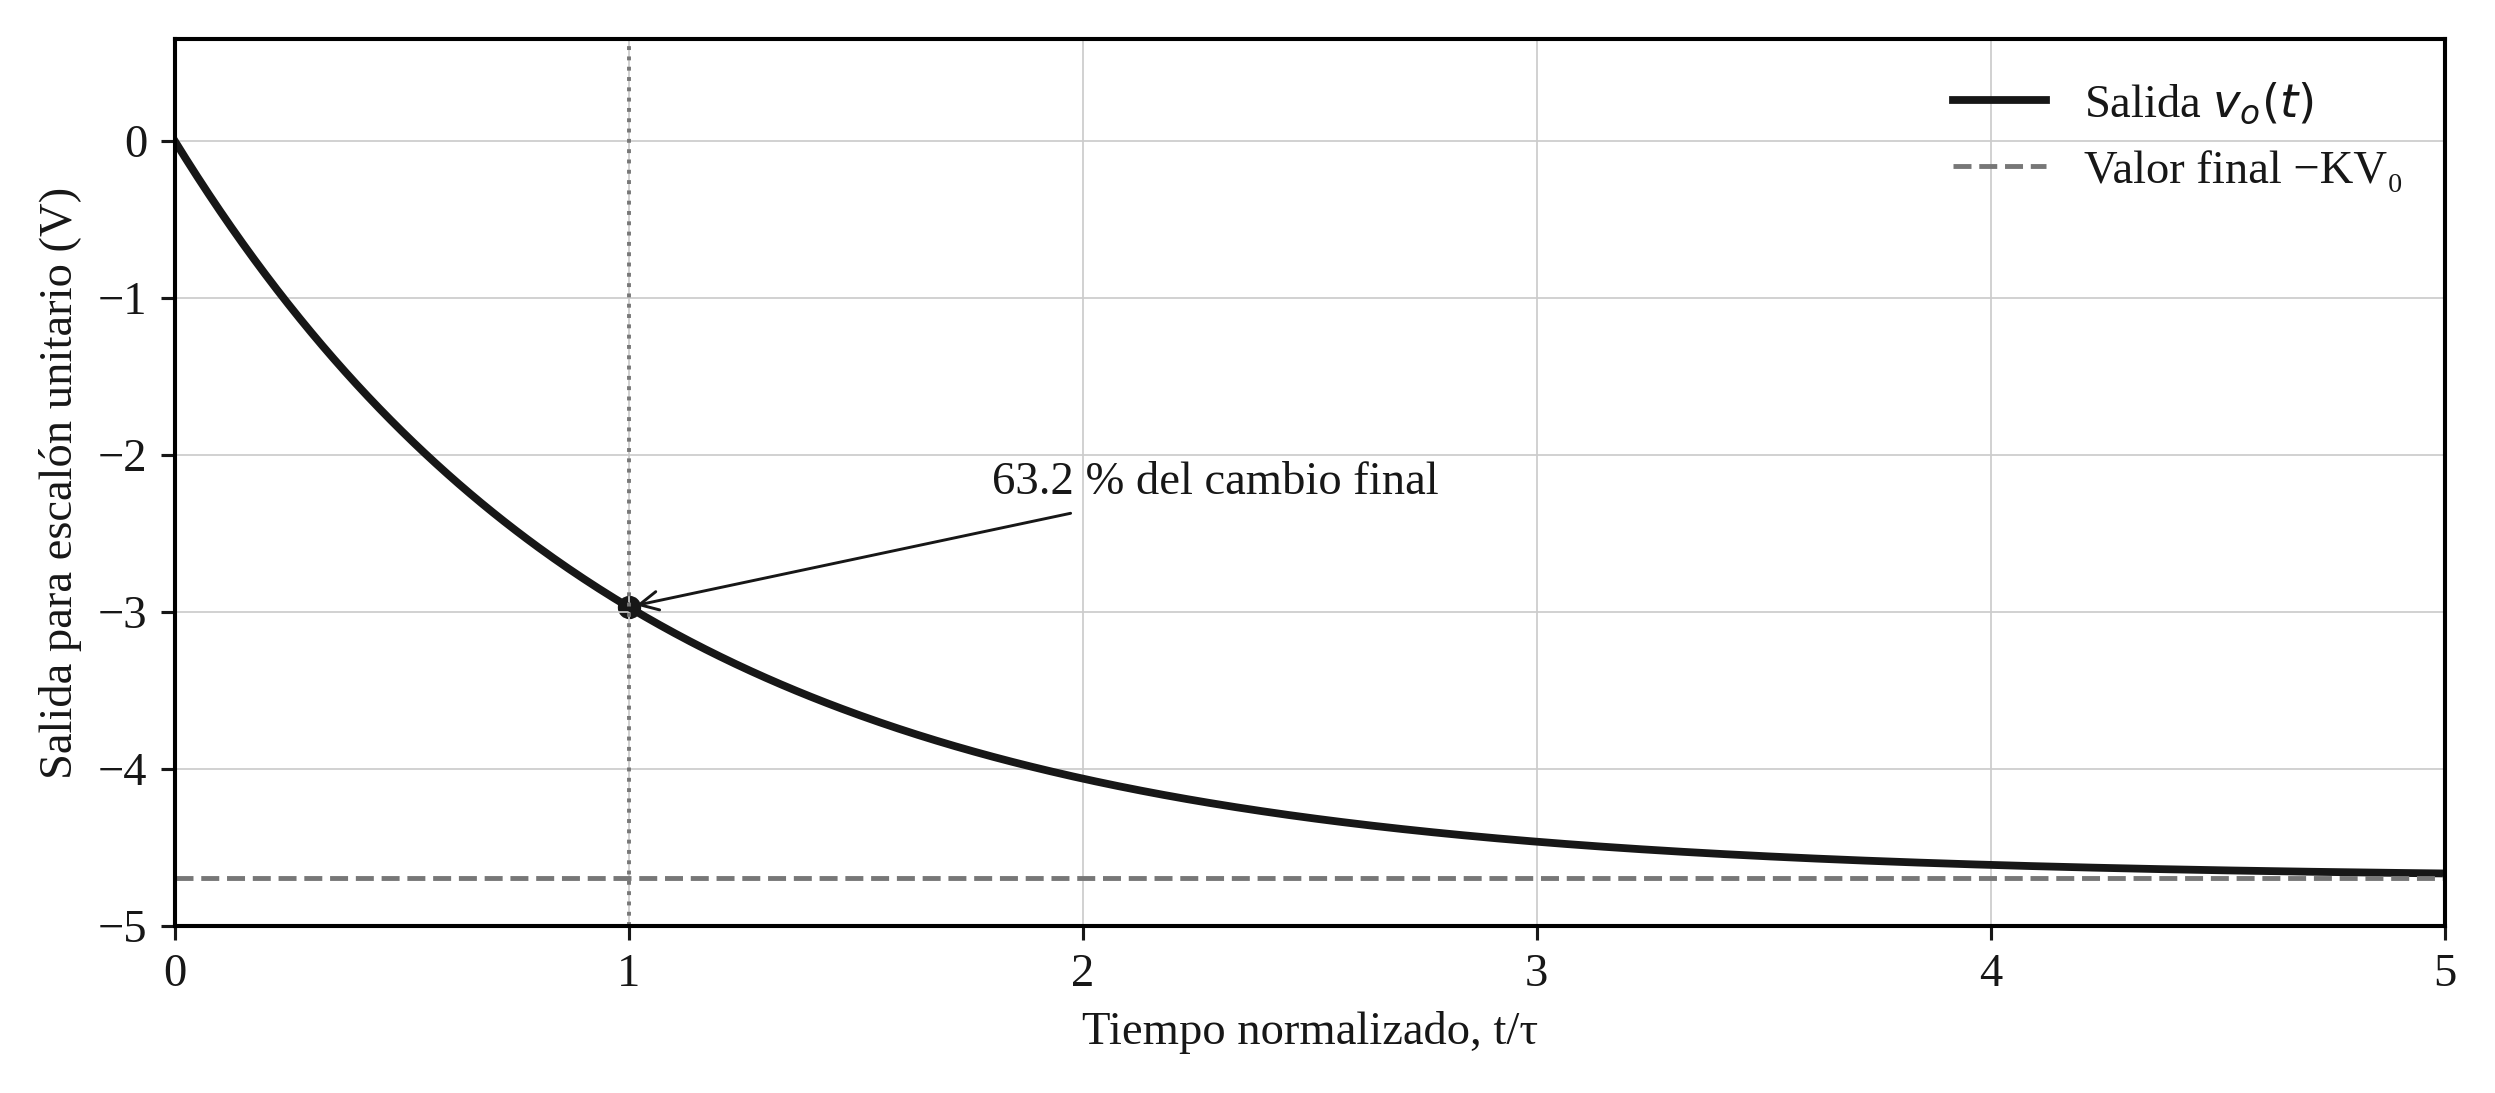 Salida vₒ(t)
Valor final −KV₀
Salida para escalón unitario (V)
0
−1
−2
−3
−4
−5
63.2 % del cambio final
0 1 2 3 4 5
Tiempo normalizado, t/τ